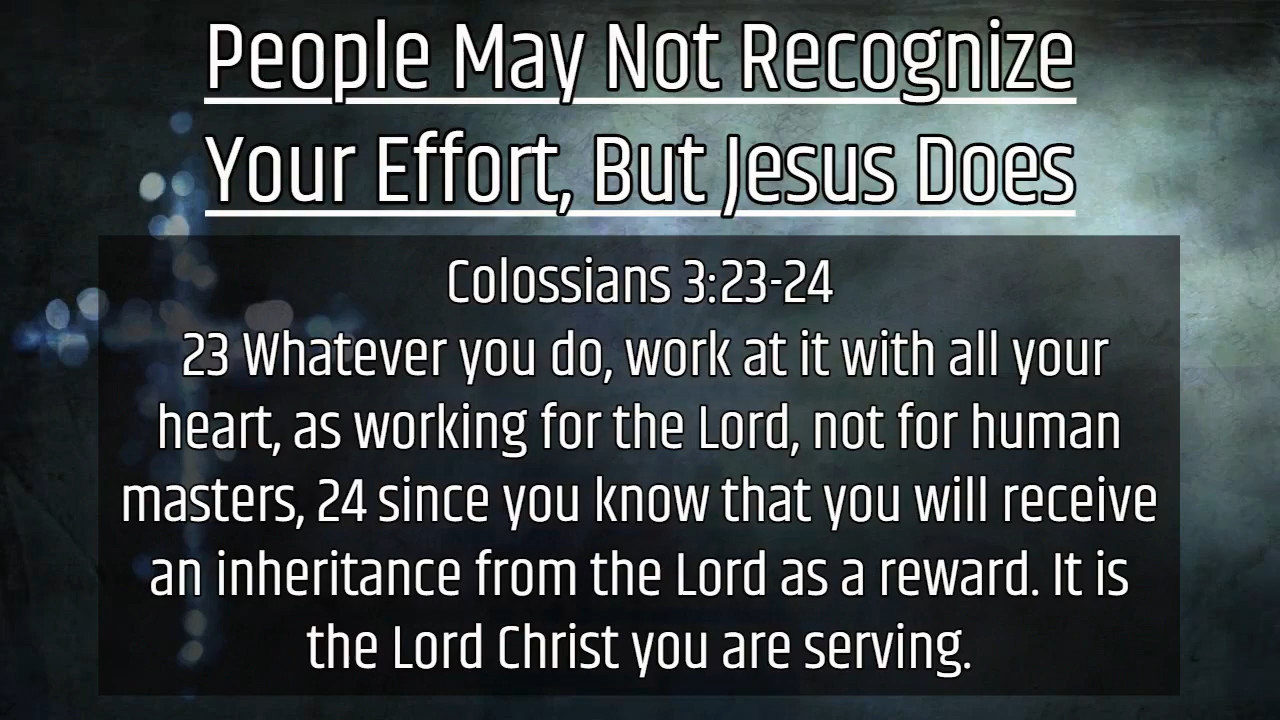 People May Not Recognize
Your Effort, But Jesus Does
Colossians 3:23-24
23 Whatever you do, work at it with all your
heart, as working for the Lord, not for human
masters, 24 since you know that you will receive
an inheritance from the Lord as a reward. It is
the Lord Christ you are serving.